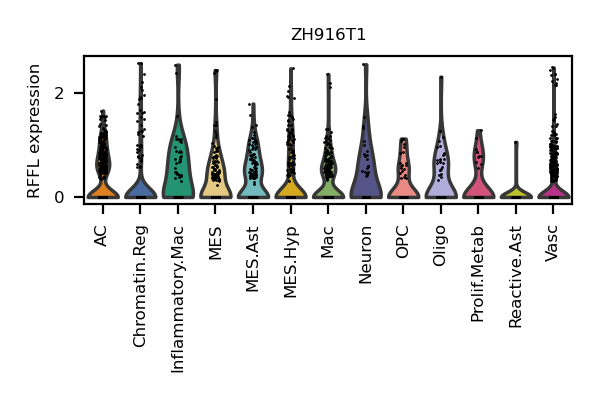 ZH916T1
RFFL expression
2
0
AC
Chromatin.Reg
Inflammatory.Mac
MES
MES.Ast
MES.Hyp
Mac
Neuron
OPC
Oligo
Prolif.Metab
Reactive.Ast
Vasc